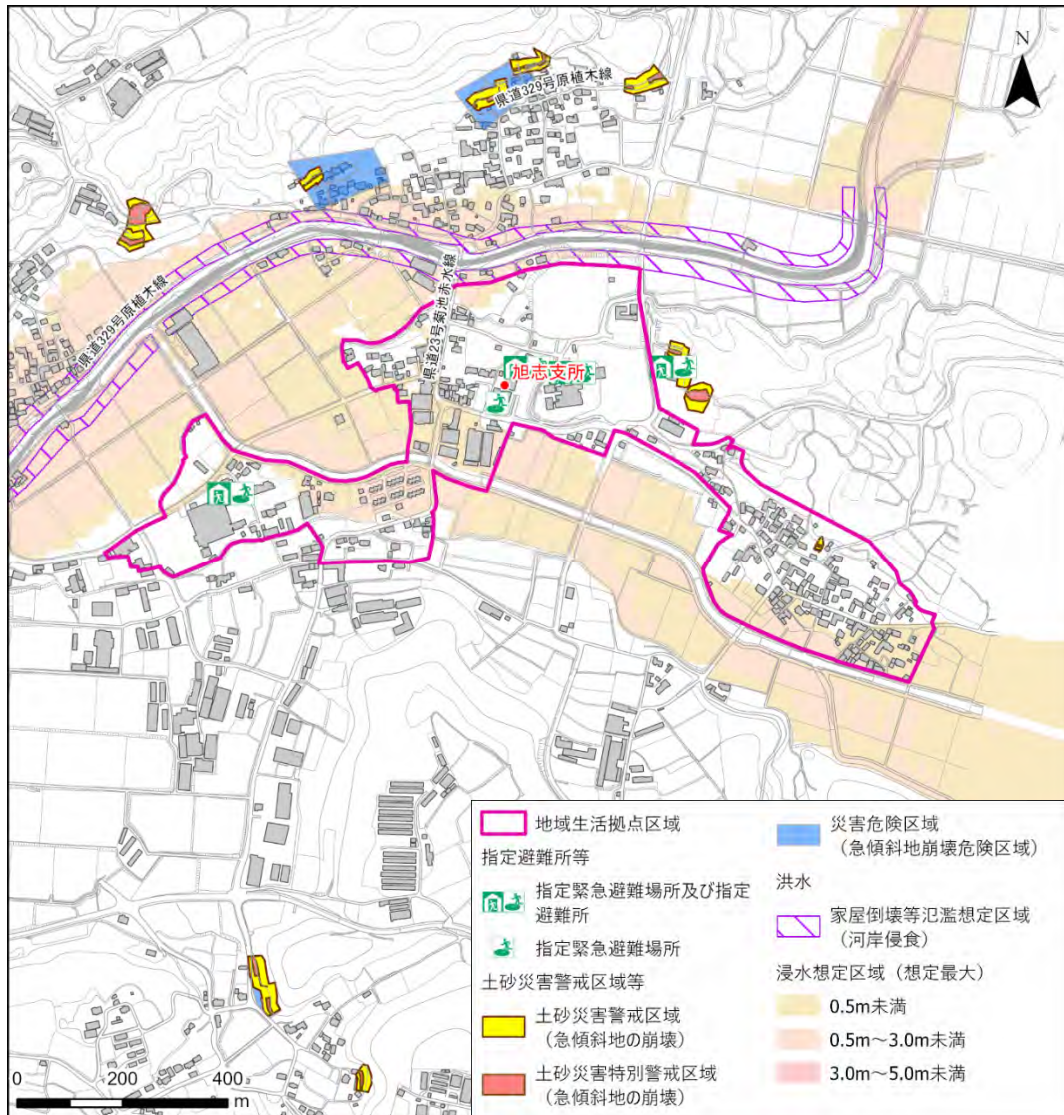 N
県道329号原植木線
県道23号菊池赤水線
県道329号原植木線
旭志支所
0 200 400 m
地域生活拠点区域
指定避難所等
指定緊急避難場所及び指定
避難所
指定緊急避難場所
土砂災害警戒区域等
土砂災害警戒区域
（急傾斜地の崩壊）
土砂災害特別警戒区域
（急傾斜地の崩壊）
災害危険区域
（急傾斜地崩壊危険区域）
洪水
家屋倒壊等氾濫想定区域
（河岸侵食）
浸水想定区域（想定最大）
0.5m未満
0.5m～3.0m未満
3.0m～5.0m未満